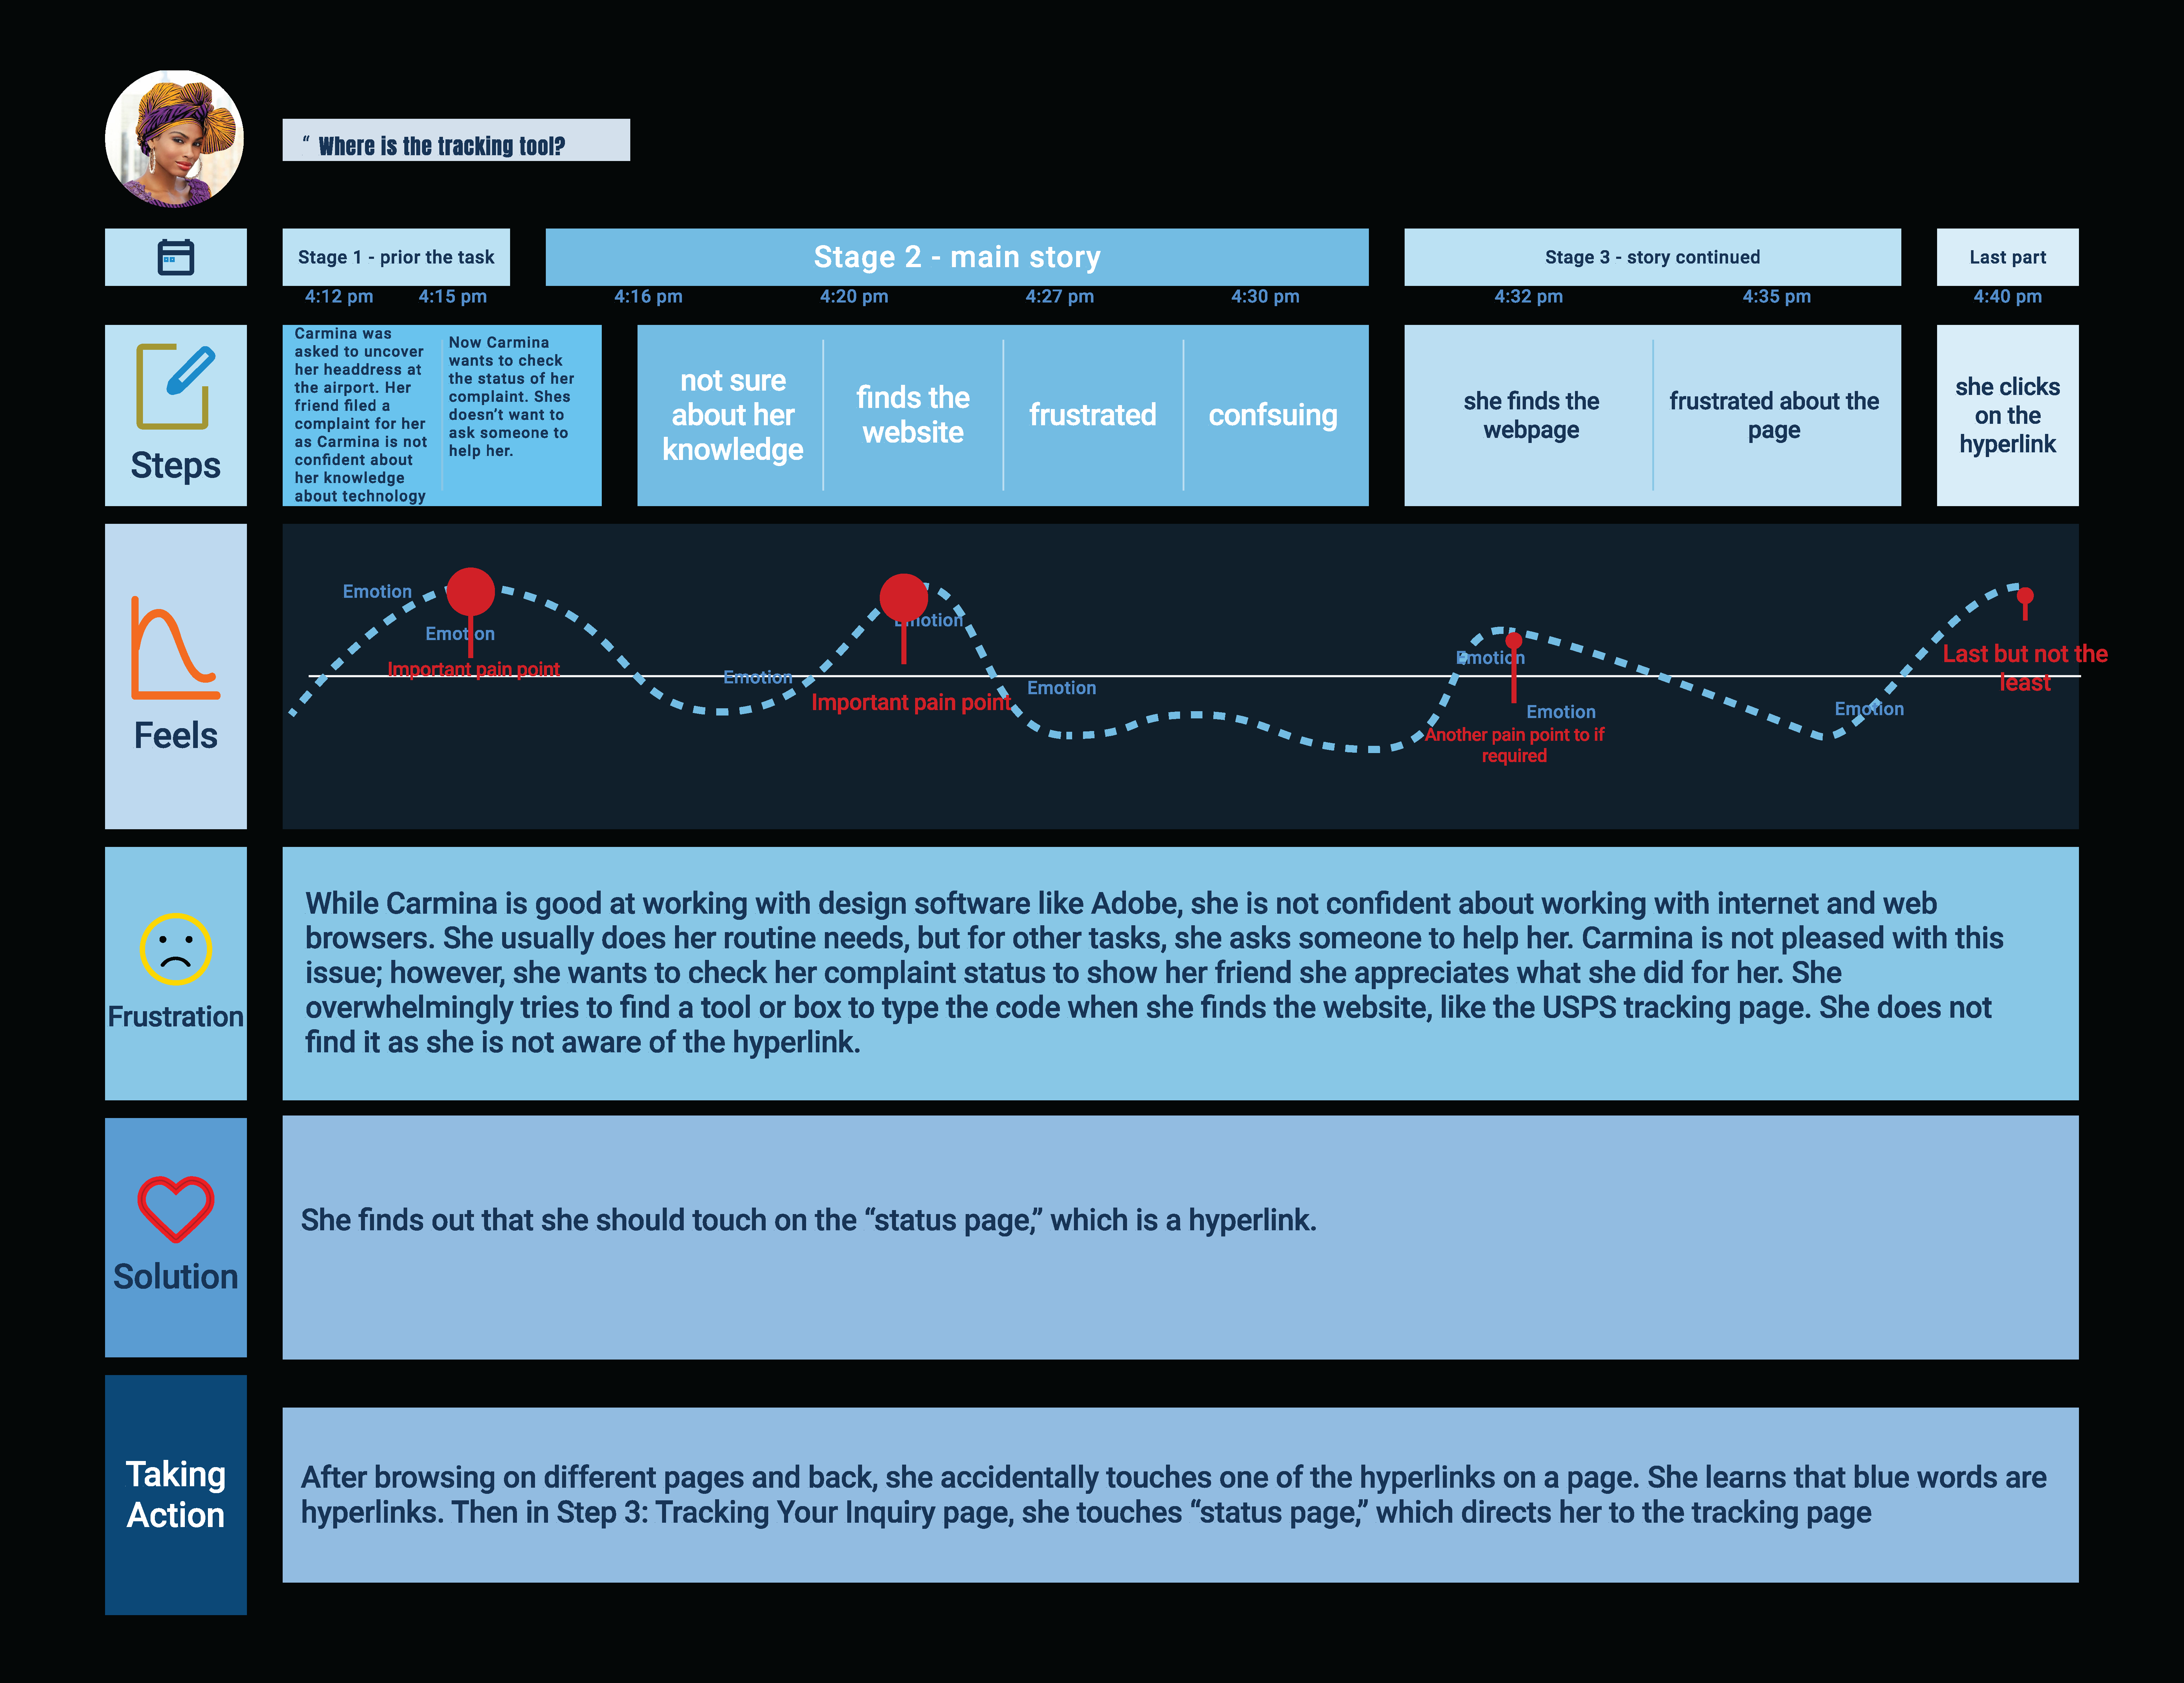 “ Where is the tracking tool?
Stage 1 - prior the task
Stage 2 - main story
Stage 3 - story continued
Last part
4:12 pm
4:15 pm
4:16 pm
4:20 pm
4:27 pm
4:30 pm
4:32 pm
4:35 pm
4:40 pm
Steps
Carmina was
asked to uncover
her headdress at
the airport. Her
friend filed a
complaint for her
as Carmina is not
confident about
her knowledge
about technology
Now Carmina
wants to check
the status of her
complaint. Shes
doesn’t want to
ask someone to
help her.
not sure
about her
knowledge
finds the
website
frustrated
confsuing
she finds the
webpage
frustrated about the
page
she clicks
on the
hyperlink
Feels
Emotion
Emotion
Important pain point
Emotion
Emotion
Important pain point
Emotion
Emotion
Emotion
Another pain point to if
required
Emotion
Last but not the
least
Frustration
While Carmina is good at working with design software like Adobe, she is not confident about working with internet and web
browsers. She usually does her routine needs, but for other tasks, she asks someone to help her. Carmina is not pleased with this
issue; however, she wants to check her complaint status to show her friend she appreciates what she did for her. She
overwhelmingly tries to find a tool or box to type the code when she finds the website, like the USPS tracking page. She does not
find it as she is not aware of the hyperlink.
Solution
She finds out that she should touch on the “status page,” which is a hyperlink.
Taking
Action
After browsing on different pages and back, she accidentally touches one of the hyperlinks on a page. She learns that blue words are
hyperlinks. Then in Step 3: Tracking Your Inquiry page, she touches “status page,” which directs her to the tracking page